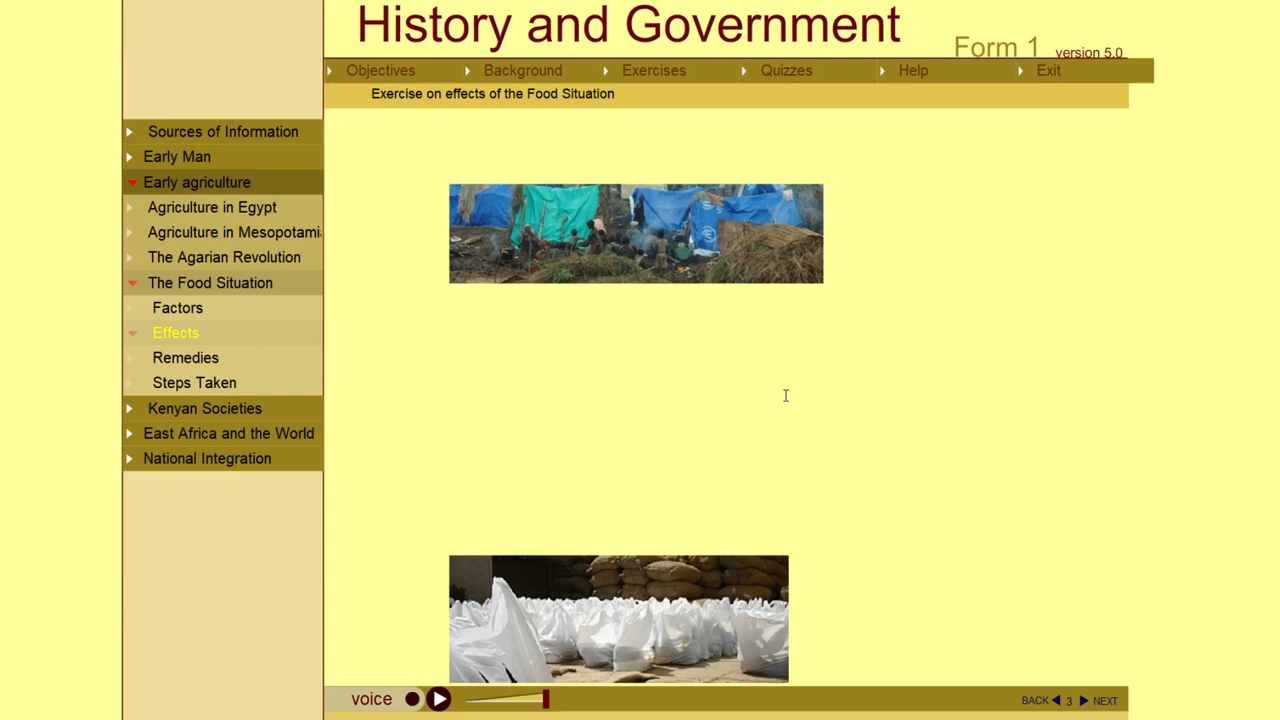 History and Government
Form 1 version 5.0
Objectives Background Exercises Quizzes Help Exit
Exercise on effects of the Food Situation
Sources of Information
Early Man
Early agriculture
Agriculture in Egypt
Agriculture in Mesopotami
The Agarian Revolution
The Food Situation
Factors
Effects
Remedies
Steps Taken
Kenyan Societies
East Africa and the World
National Integration
voice
BACK 3 NEXT